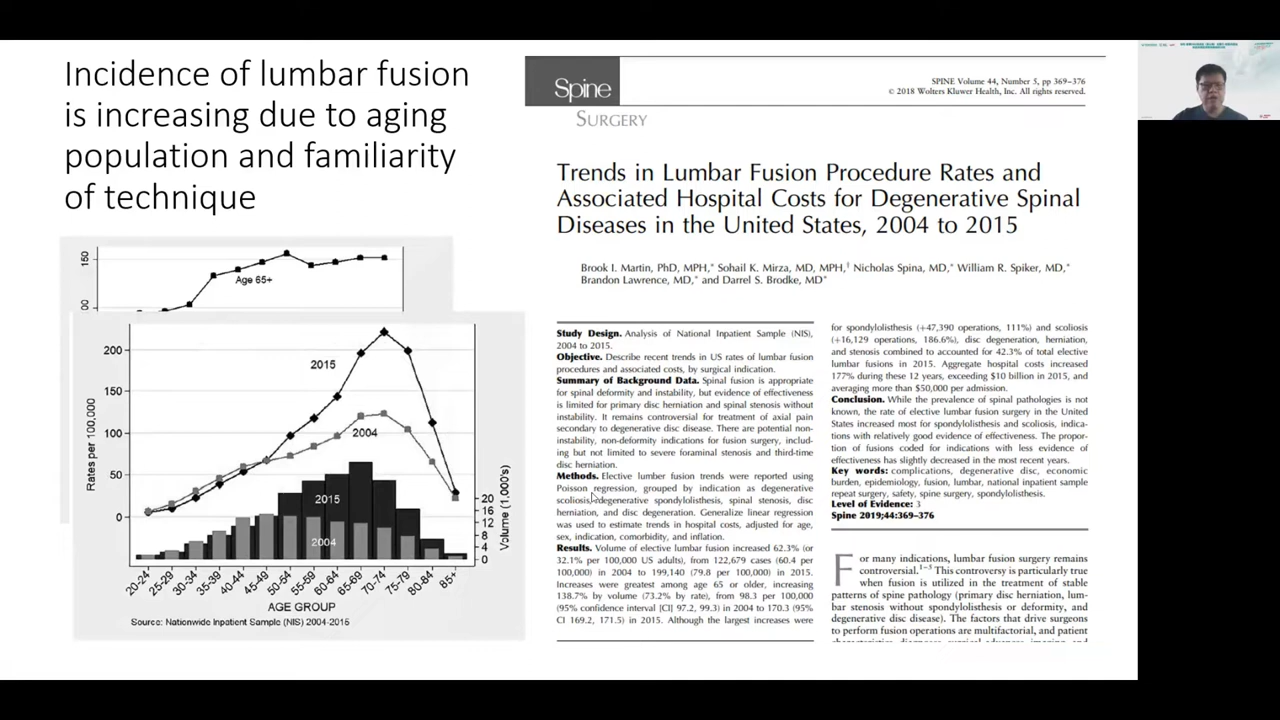 Incidence of lumbar fusion
is increasing due to aging
population and familiarity
of technique
150
Age 65+
00
200
150
100
50
0
Rates per 100,000
2015
2004
2015
2004
20
16
12
8
4
0
Volume (1,000's)
20-24
25-29
30-34
35-39
40-44
45-49
50-54
55-59
60-64
65-69
70-74
75-79
80-84
85+
AGE GROUP
Source: Nationwide Inpatient Sample (NIS) 2004-2015
Spine
SPINE Volume 44, Number 5, pp 369–376
© 2018 Wolters Kluwer Health, Inc. All rights reserved.
SURGERY
Trends in Lumbar Fusion Procedure Rates and
Associated Hospital Costs for Degenerative Spinal
Diseases in the United States, 2004 to 2015
Brook I. Martin, PhD, MPH,* Sohail K. Mirza, MD, MPH,† Nicholas Spina, MD,* William R. Spiker, MD,*
Brandon Lawrence, MD,* and Darrel S. Brodke, MD*
Study Design. Analysis of National Inpatient Sample (NIS),
2004 to 2015.
Objective. Describe recent trends in US rates of lumbar fusion
procedures and associated costs, by surgical indication.
Summary of Background Data. Spinal fusion is appropriate
for spinal deformity and instability, but evidence of effectiveness
is limited for primary disc herniation and spinal stenosis without
instability. It remains controversial for treatment of axial pain
secondary to degenerative disc disease. There are potential non-
instability, non-deformity indications for fusion surgery, includ-
ing but not limited to severe foraminal stenosis and third-time
disc herniation.
Methods. Elective lumber fusion trends were reported using
Poisson regression, grouped by indication as degenerative
scoliosis, degenerative spondylolisthesis, spinal stenosis, disc
herniation, and disc degeneration. Generalize linear regression
was used to estimate trends in hospital costs, adjusted for age,
sex, indication, comorbidity, and inflation.
Results. Volume of elective lumbar fusion increased 62.3% (or
32.1% per 100,000 US adults), from 122,679 cases (60.4 per
100,000) in 2004 to 199,140 (79.8 per 100,000) in 2015.
Increases were greatest among age 65 or older, increasing
138.7% by volume (73.2% by rate), from 98.3 per 100,000
(95% confidence interval [CI] 97.2, 99.3) in 2004 to 170.3 (95%
CI 169.2, 171.5) in 2015. Although the largest increases were
for spondylolisthesis (+47,390 operations, 111%) and scoliosis
(+16,129 operations, 186.6%), disc degeneration, herniation,
and stenosis combined to accounted for 42.3% of total elective
lumbar fusions in 2015. Aggregate hospital costs increased
177% during these 12 years, exceeding $10 billion in 2015, and
averaging more than $50,000 per admission.
Conclusion. While the prevalence of spinal pathologies is not
known, the rate of elective lumbar fusion surgery in the United
States increased most for spondylolisthesis and scoliosis, indica-
tions with relatively good evidence of effectiveness. The propor-
tion of fusions coded for indications with less evidence of
effectiveness has slightly decreased in the most recent years.
Key words: complications, degenerative disc, economic
burden, epidemiology, fusion, lumbar, national inpatient sample
repeat surgery, safety, spine surgery, spondylolisthesis.
Level of Evidence: 3
Spine 2019;44:369–376
For many indications, lumbar fusion surgery remains
controversial.1–3 This controversy is particularly true
when fusion is utilized in the treatment of stable
patterns of spine pathology (primary disc herniation, lum-
bar stenosis without spondylolisthesis or deformity, and
degenerative disc disease). The factors that drive surgeons
to perform fusion operations are multifactorial, and patient